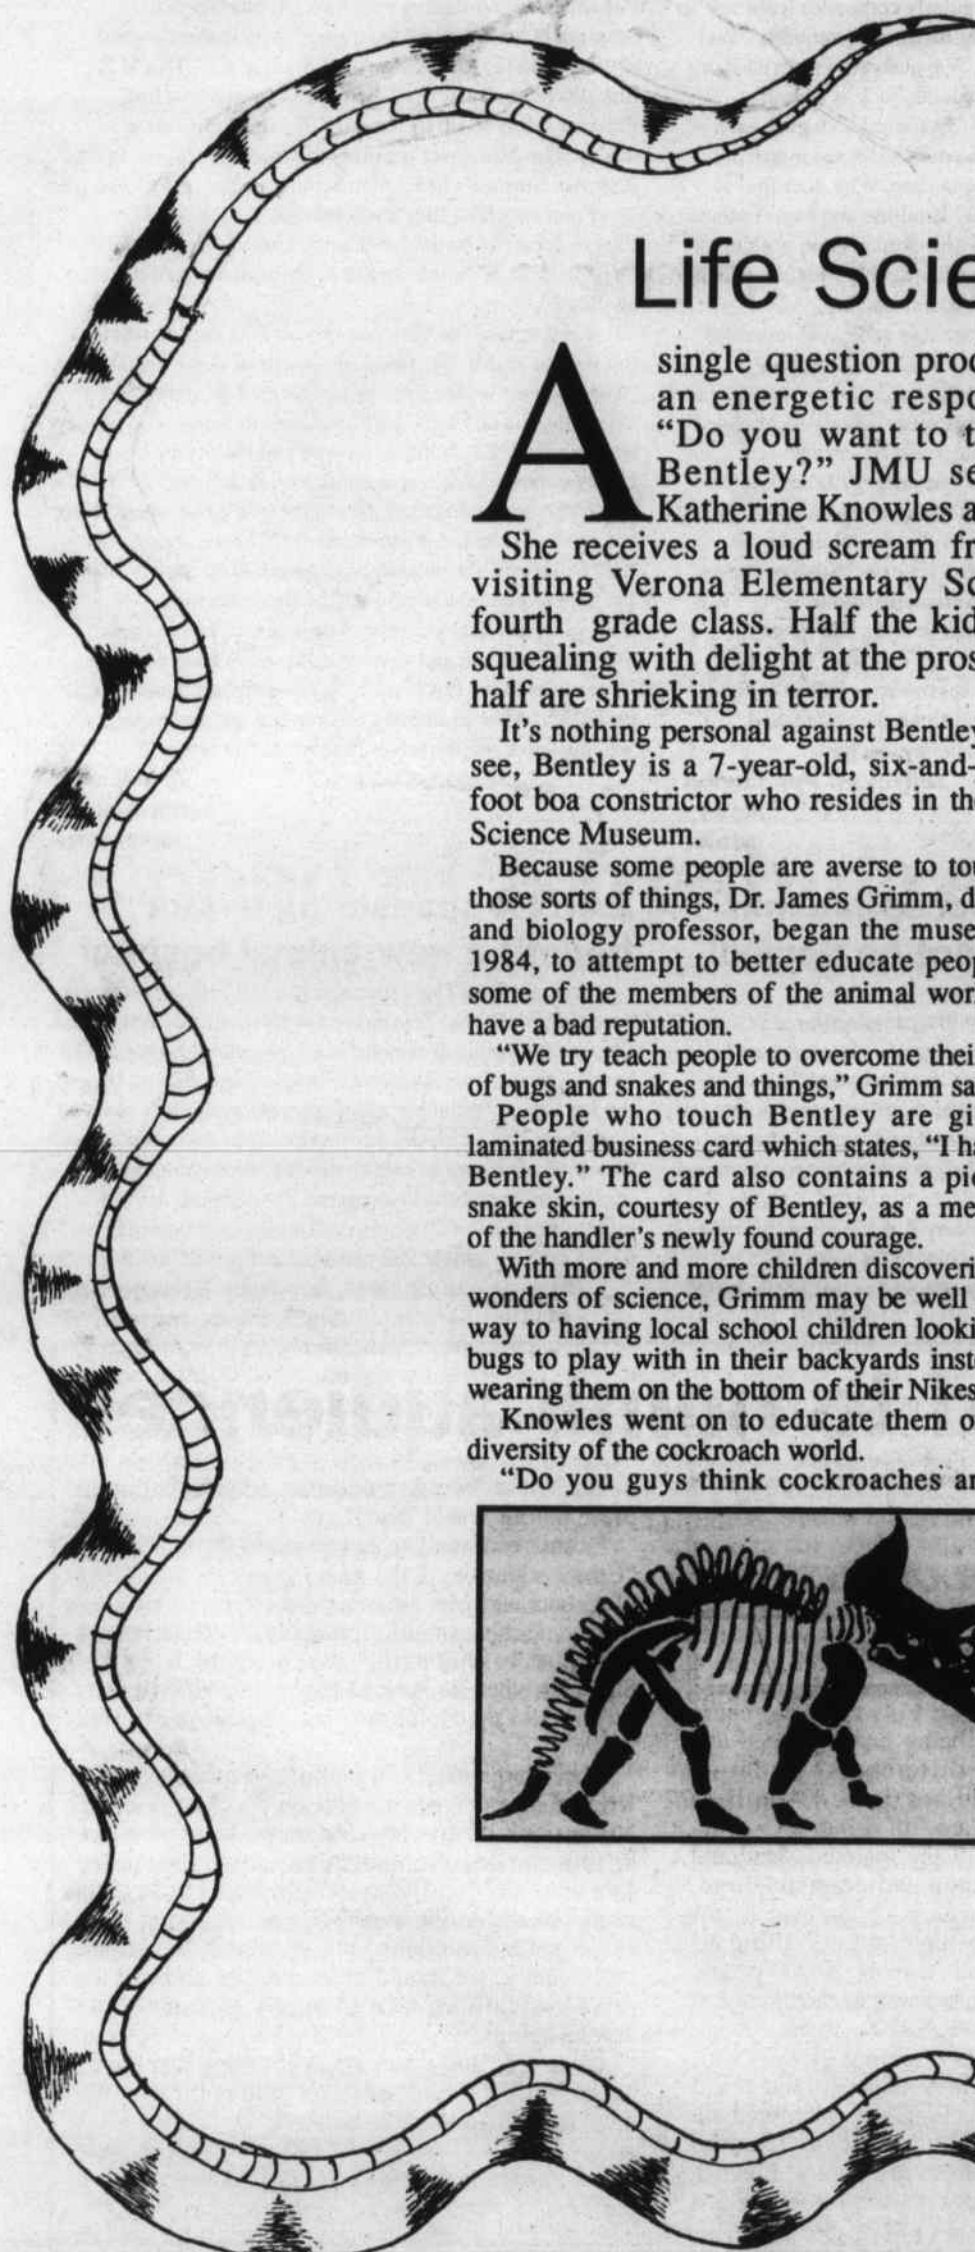 Life Scie
A single question proc
an energetic respo
“Do you want to t
Bentley?” JMU se
Katherine Knowles a
She receives a loud scream fr
visiting Verona Elementary Sc
fourth grade class. Half the kid
squealing with delight at the pros
half are shrieking in terror.
It's nothing personal against Bentley
see, Bentley is a 7-year-old, six-and-
foot boa constrictor who resides in th
Science Museum.
Because some people are averse to tou
those sorts of things, Dr. James Grimm, d
and biology professor, began the muse
1984, to attempt to better educate peop
some of the members of the animal wor
have a bad reputation.
“We try teach people to overcome their
of bugs and snakes and things,” Grimm sa
People who touch Bentley are gi
laminated business card which states, “I ha
Bentley.” The card also contains a pie
snake skin, courtesy of Bentley, as a me
of the handler's newly found courage.
With more and more children discoveri
wonders of science, Grimm may be well
way to having local school children looki
bugs to play with in their backyards inst
wearing them on the bottom of their Nikes
Knowles went on to educate them o
diversity of the cockroach world.
“Do you guys think cockroaches ar